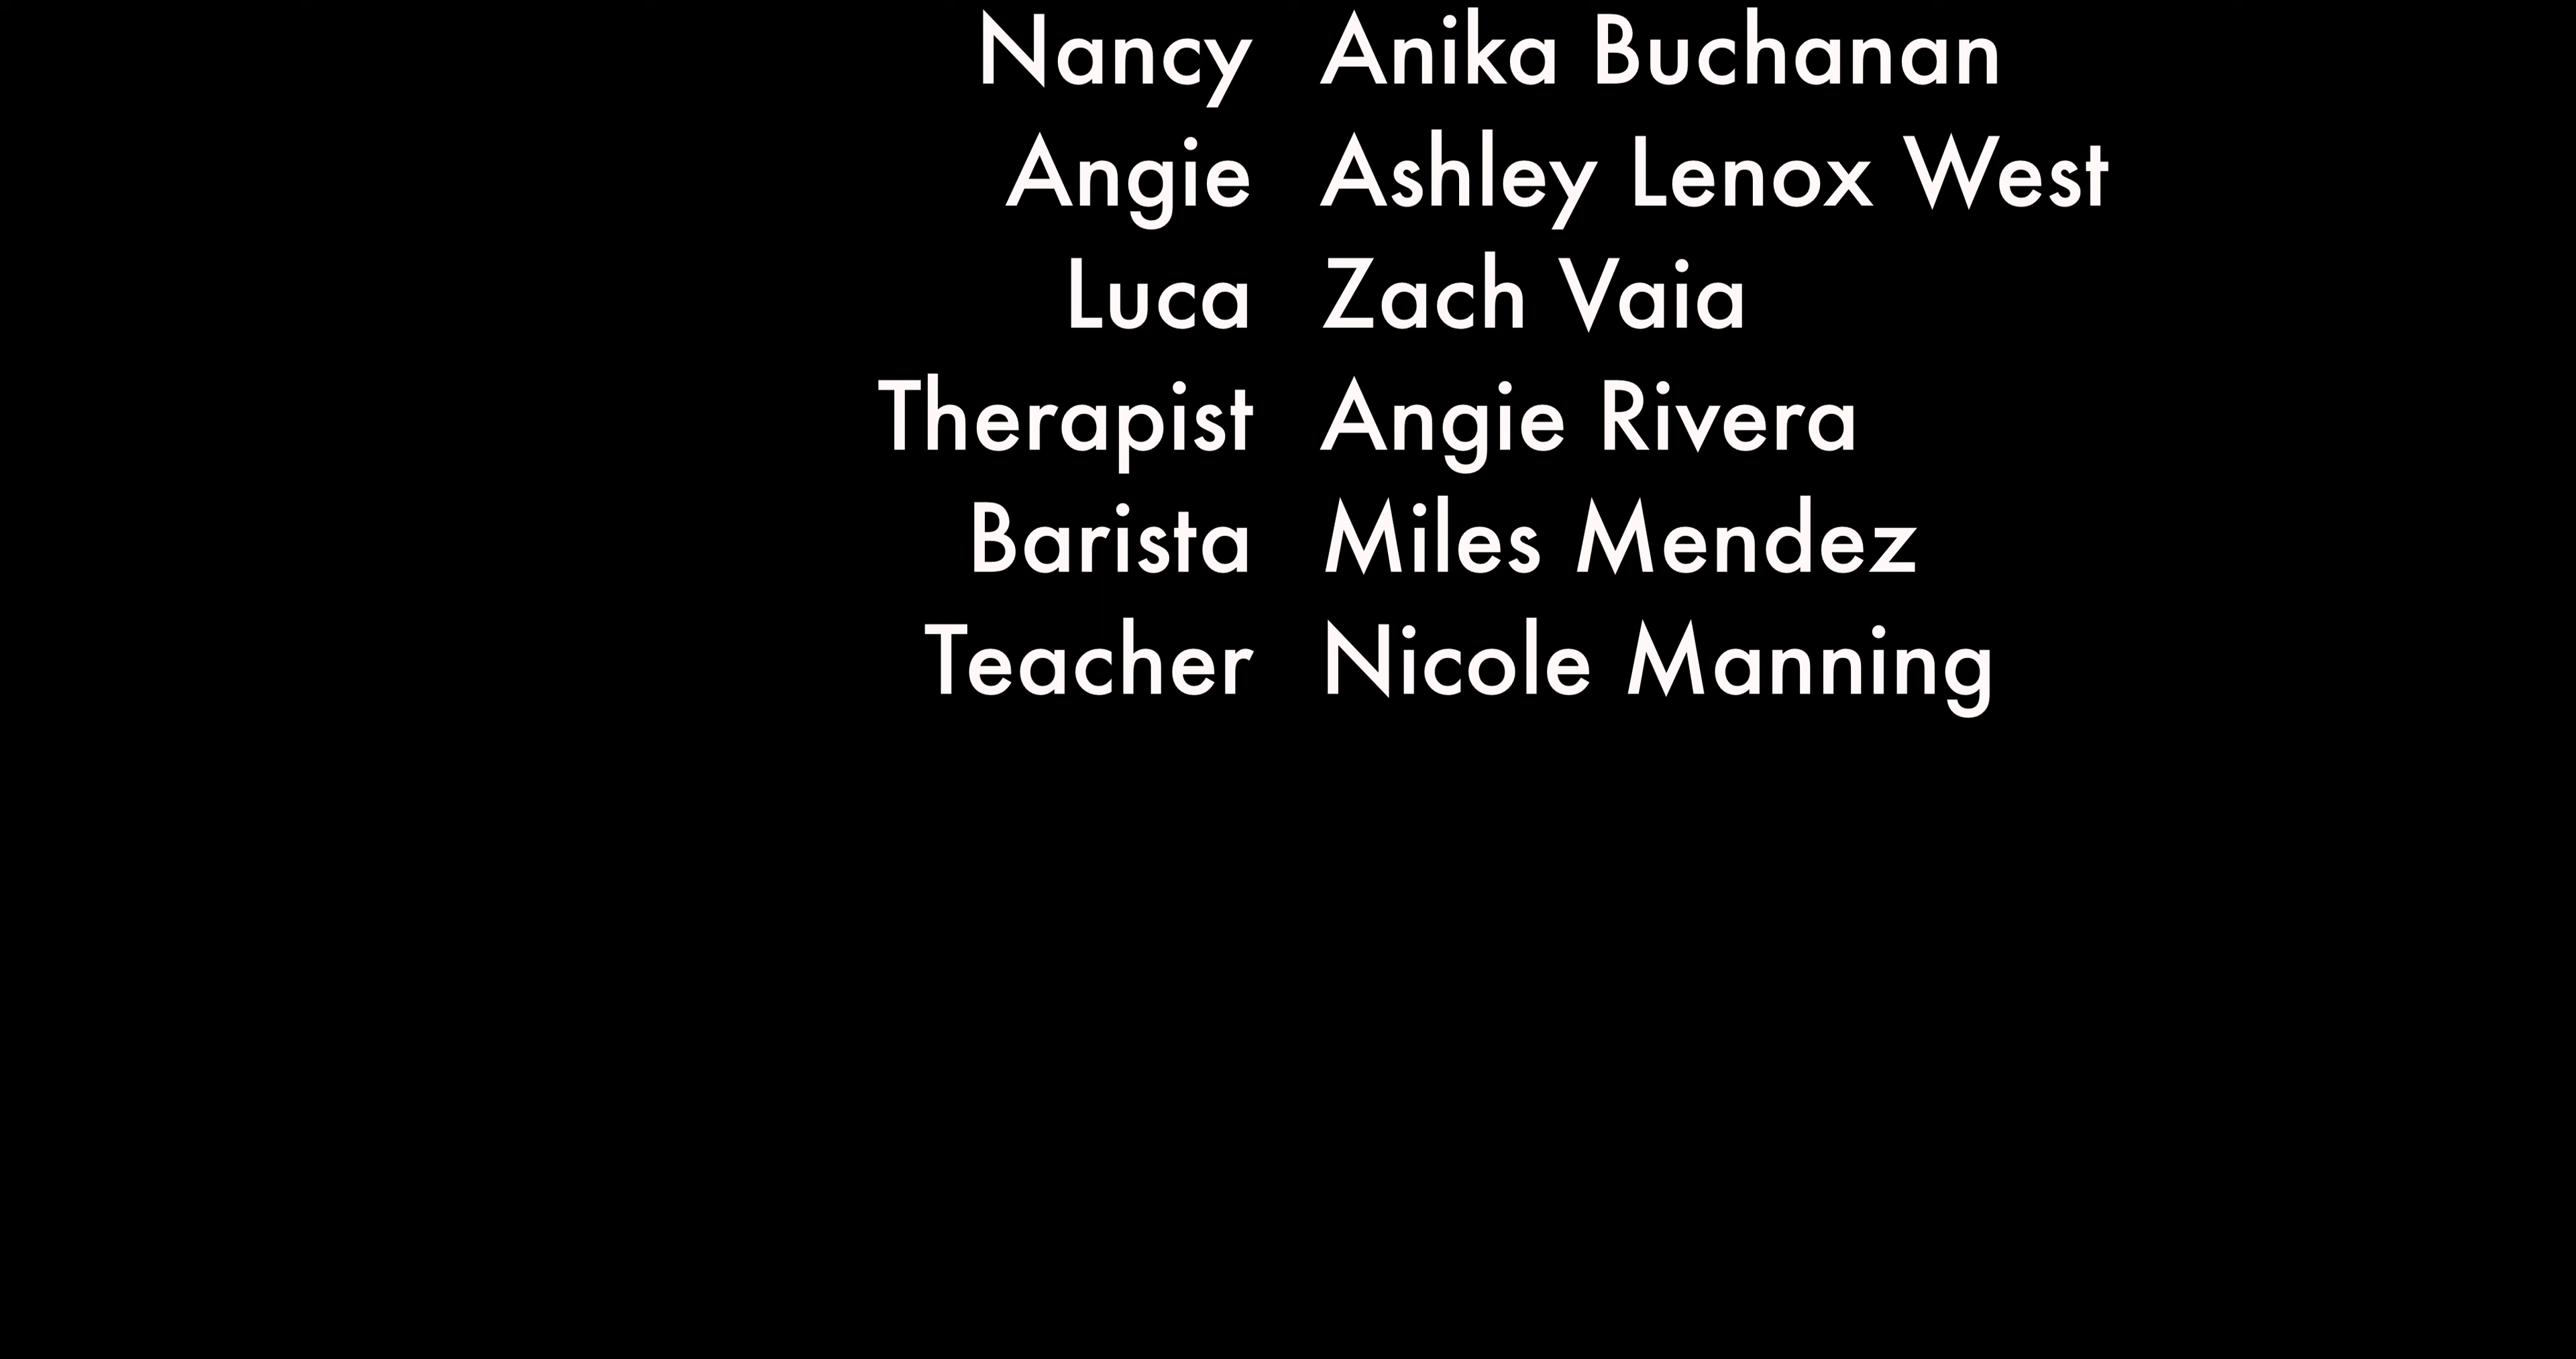 Nancy Anika Buchanan
Angie Ashley Lenox West
Luca Zach Vaia
Therapist Angie Rivera
Barista Miles Mendez
Teacher Nicole Manning